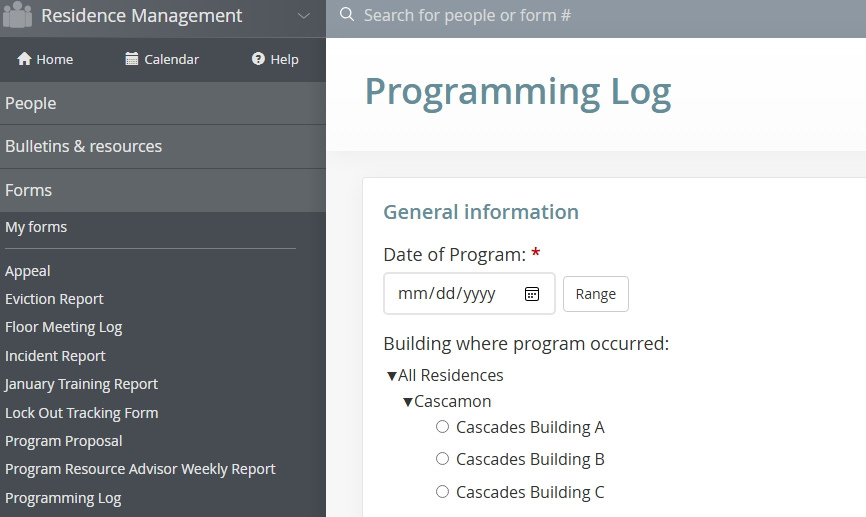 Residence Management
Search for people or form #
Home Calendar Help
People
Bulletins & resources
Forms
My forms
Appeal
Eviction Report
Floor Meeting Log
Incident Report
January Training Report
Lock Out Tracking Form
Program Proposal
Program Resource Advisor Weekly Report
Programming Log
Programming Log
General information
Date of Program: *
mm/dd/yyyy Range
Building where program occurred:
▼All Residences
▼Cascamon
Cascades Building A
Cascades Building B
Cascades Building C